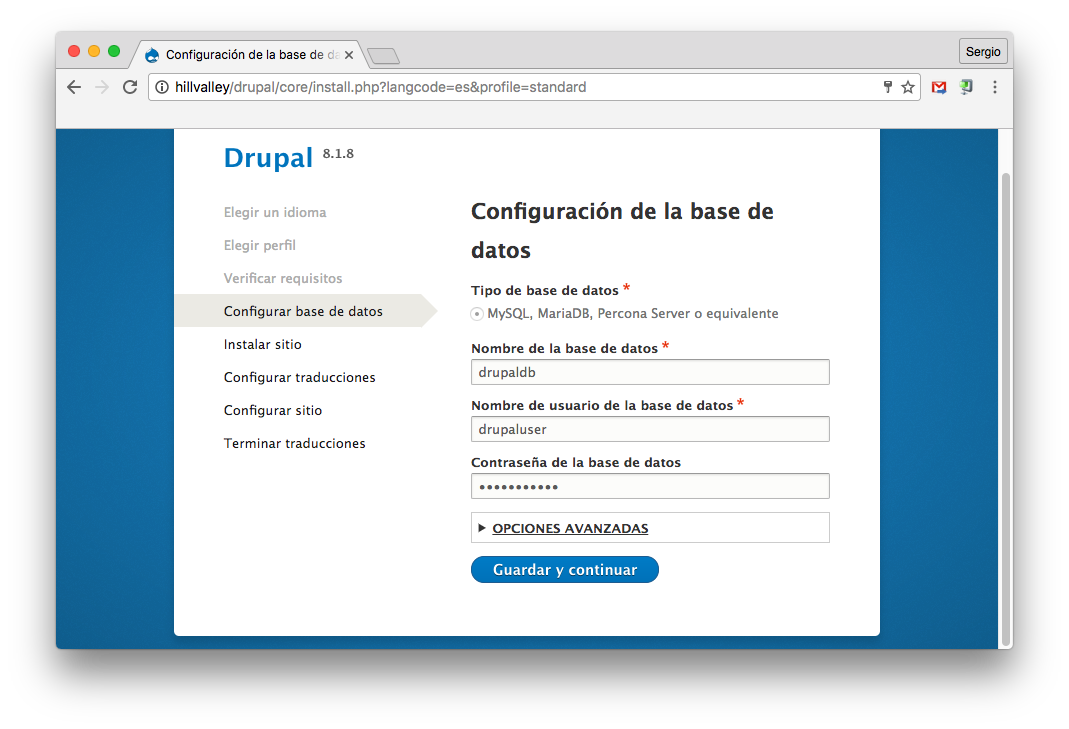 Configuración de la base de da
Sergio
hillvalley/drupal/core/install.php?langcode=es&profile=standard
Drupal 8.1.8
Elegir un idioma
Elegir perfil
Verificar requisitos
Configurar base de datos
Instalar sitio
Configurar traducciones
Configurar sitio
Terminar traducciones
Configuración de la base de
datos
Tipo de base de datos *
MySQL, MariaDB, Percona Server o equivalente
Nombre de la base de datos *
drupaldb
Nombre de usuario de la base de datos *
drupaluser
Contraseña de la base de datos
•••••••••••
OPCIONES AVANZADAS
Guardar y continuar